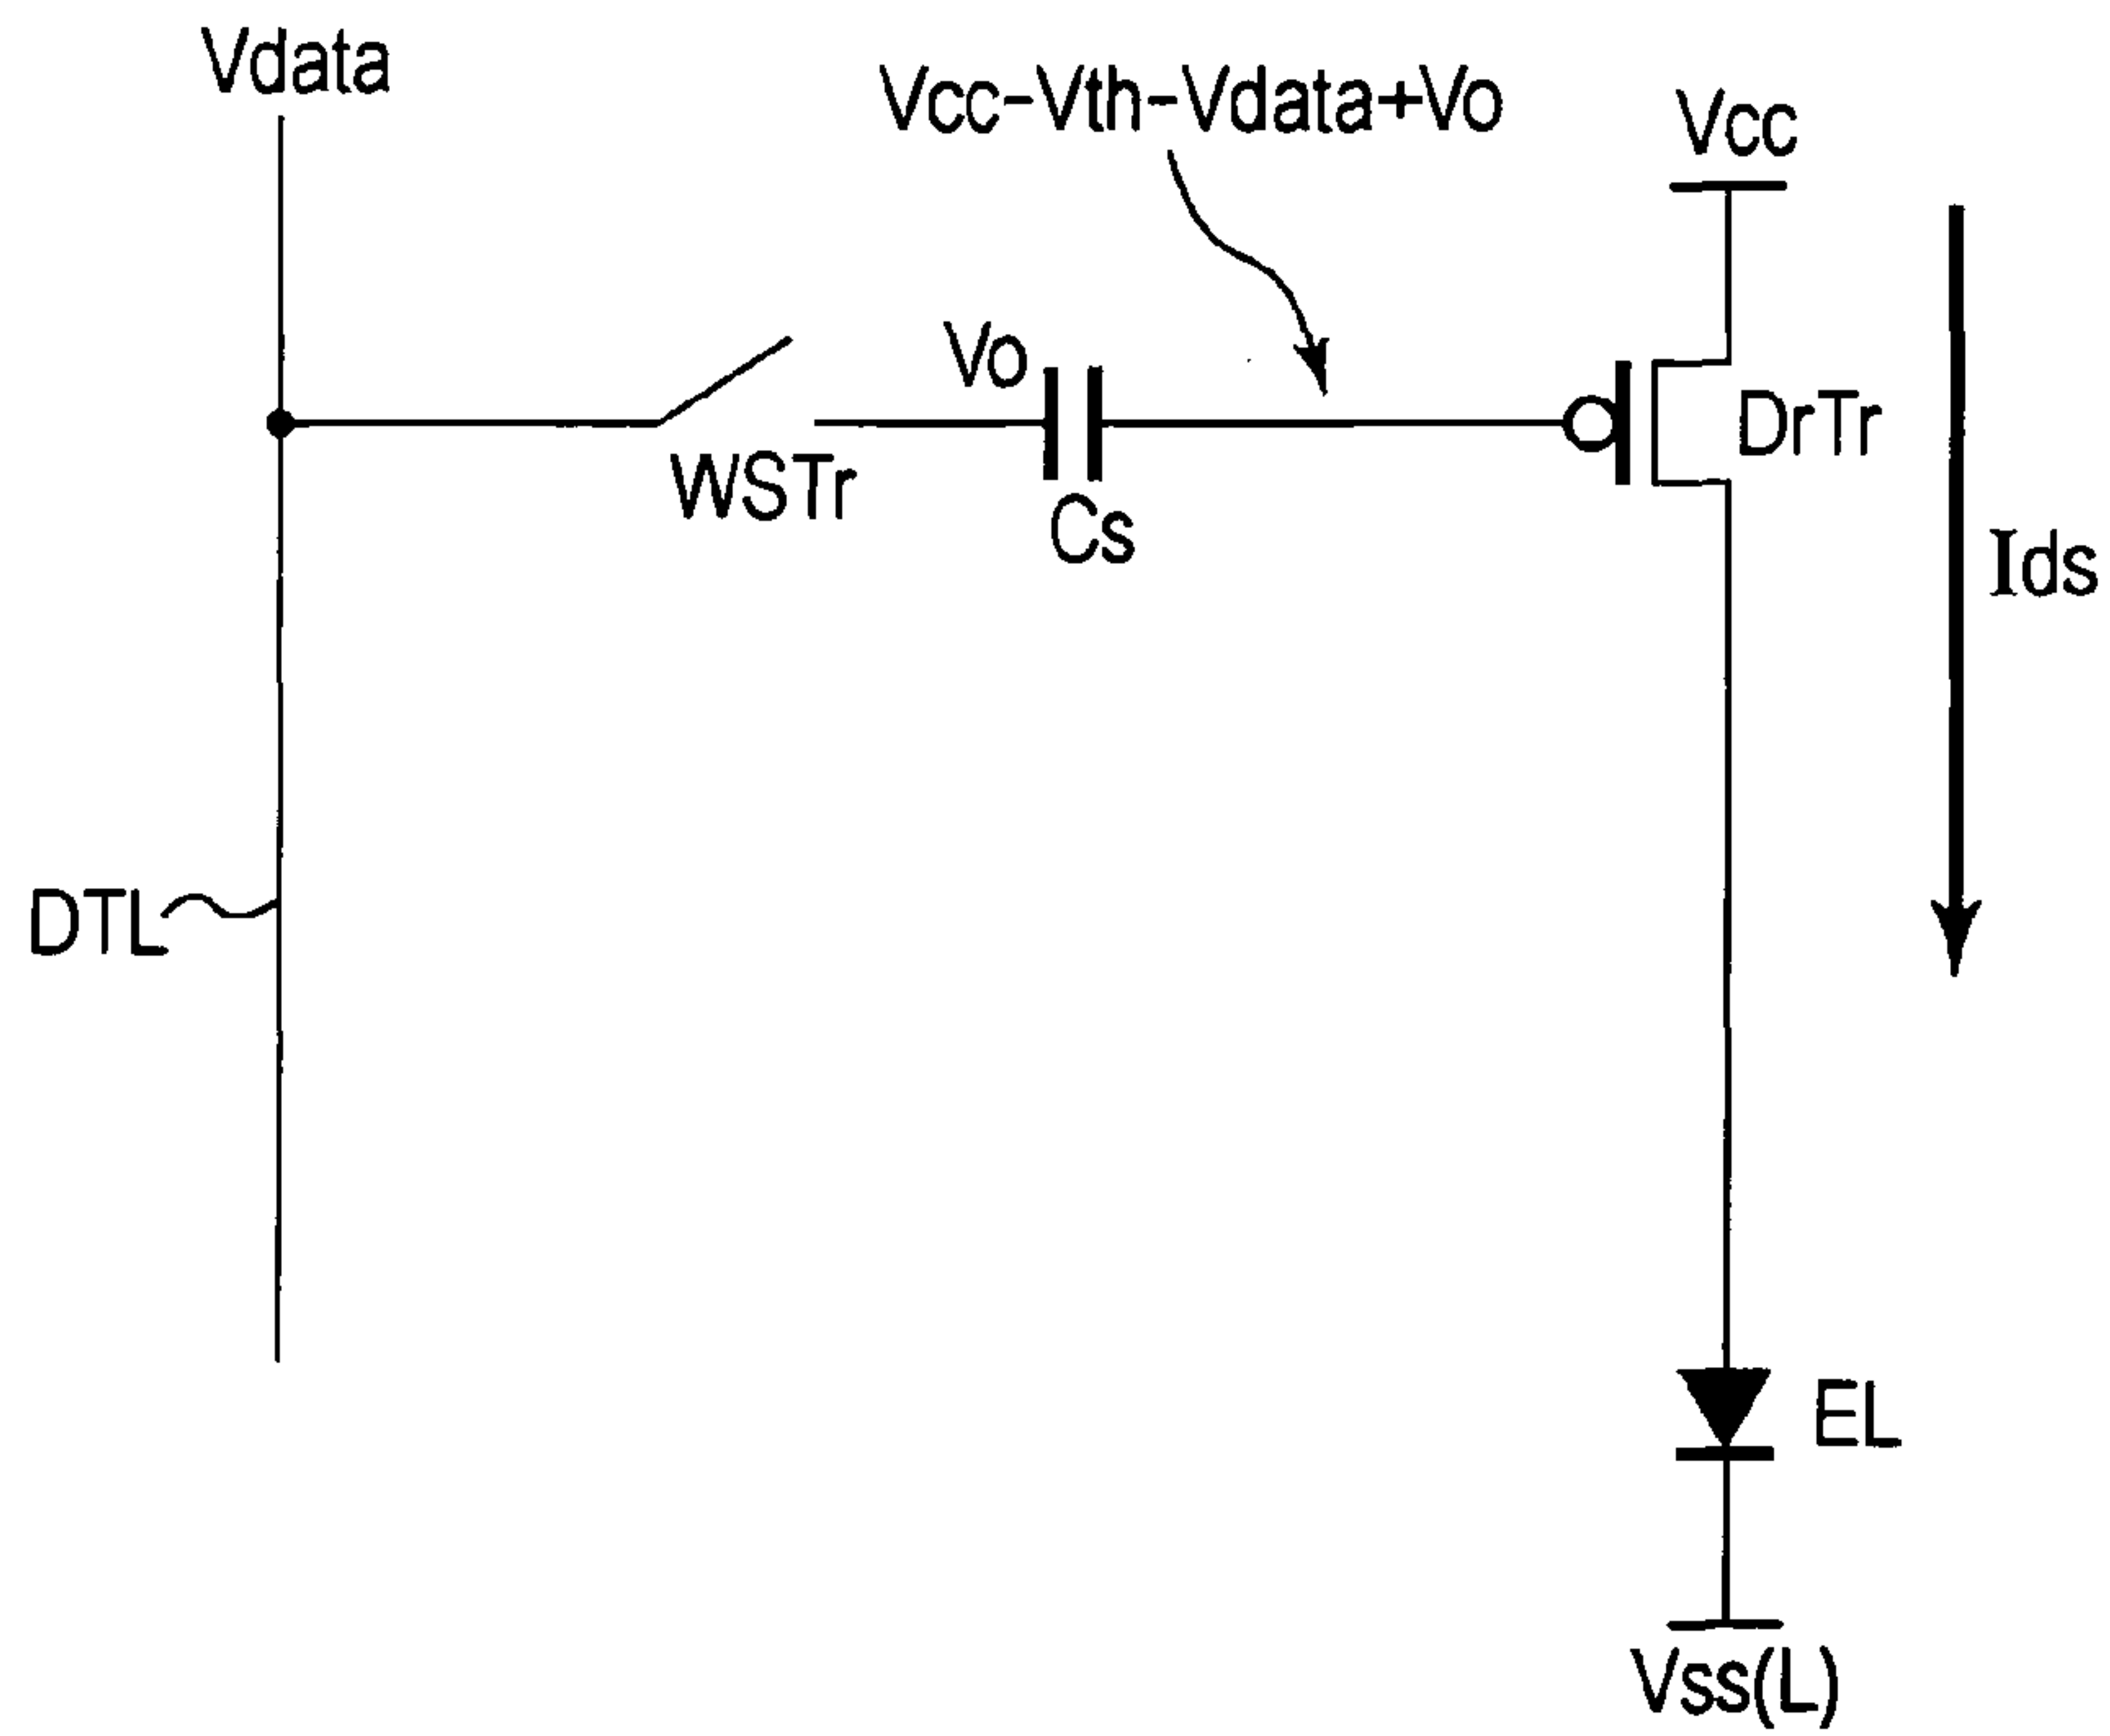 Vdata
Vcc-Vth-Vdata+Vo
Vcc
Vo
DrTr
WSTr
Cs
Ids
DTL
EL
Vss(L)